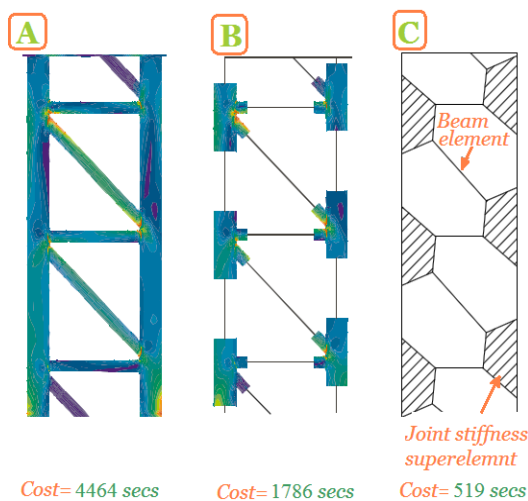 A
B
C
Beam
element
Joint stiffness
superelemnt
Cost= 4464 secs
Cost= 1786 secs
Cost= 519 secs